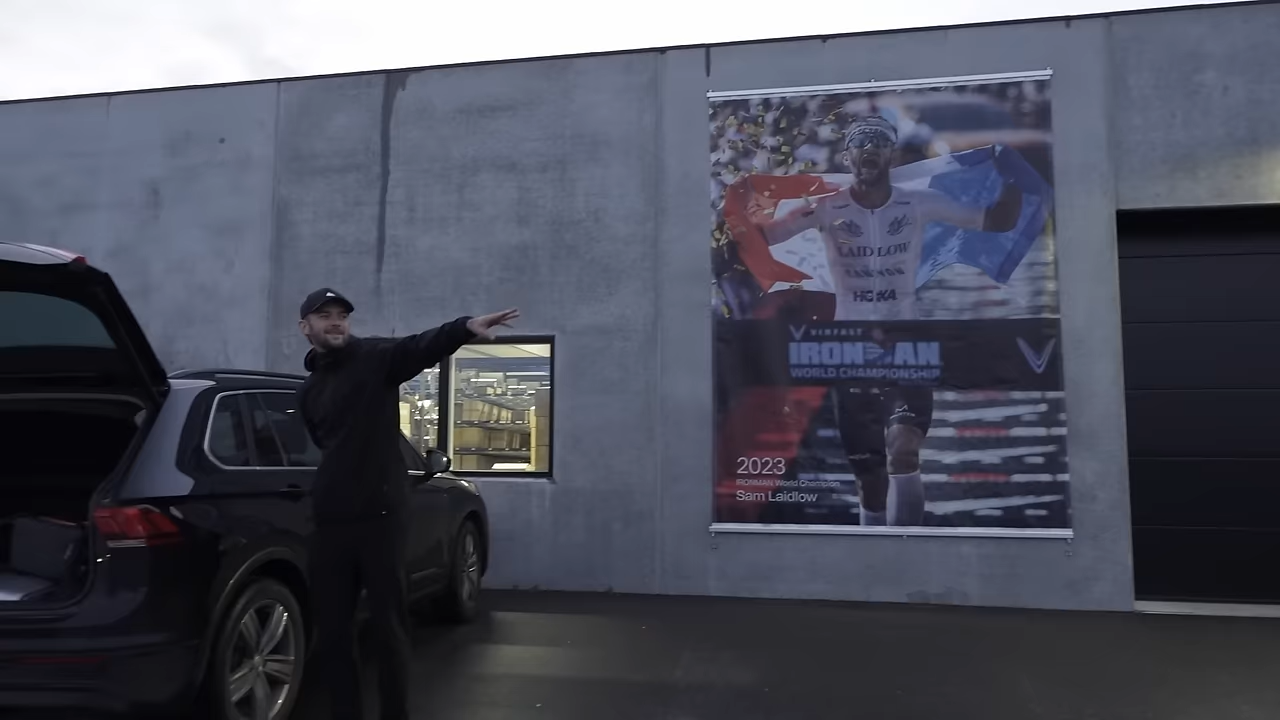 LAIDLOW
HOKA
VINFAST
IRONMAN
WORLD CHAMPIONSHIP
2023
IRONMAN World Champion
Sam Laidlow